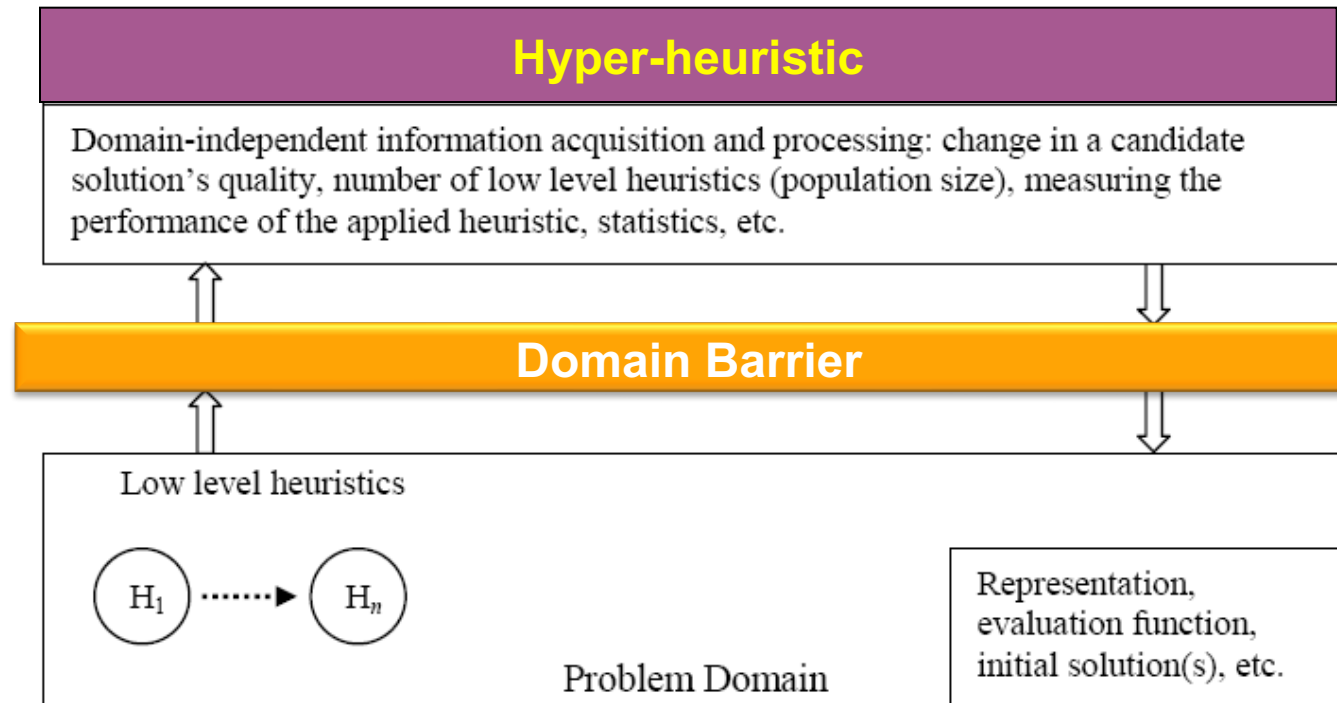 Hyper-heuristic
Domain-independent information acquisition and processing: change in a candidate
solution’s quality, number of low level heuristics (population size), measuring the
performance of the applied heuristic, statistics, etc.
Domain Barrier
Low level heuristics
H1
Hn
Representation,
evaluation function,
initial solution(s), etc.
Problem Domain